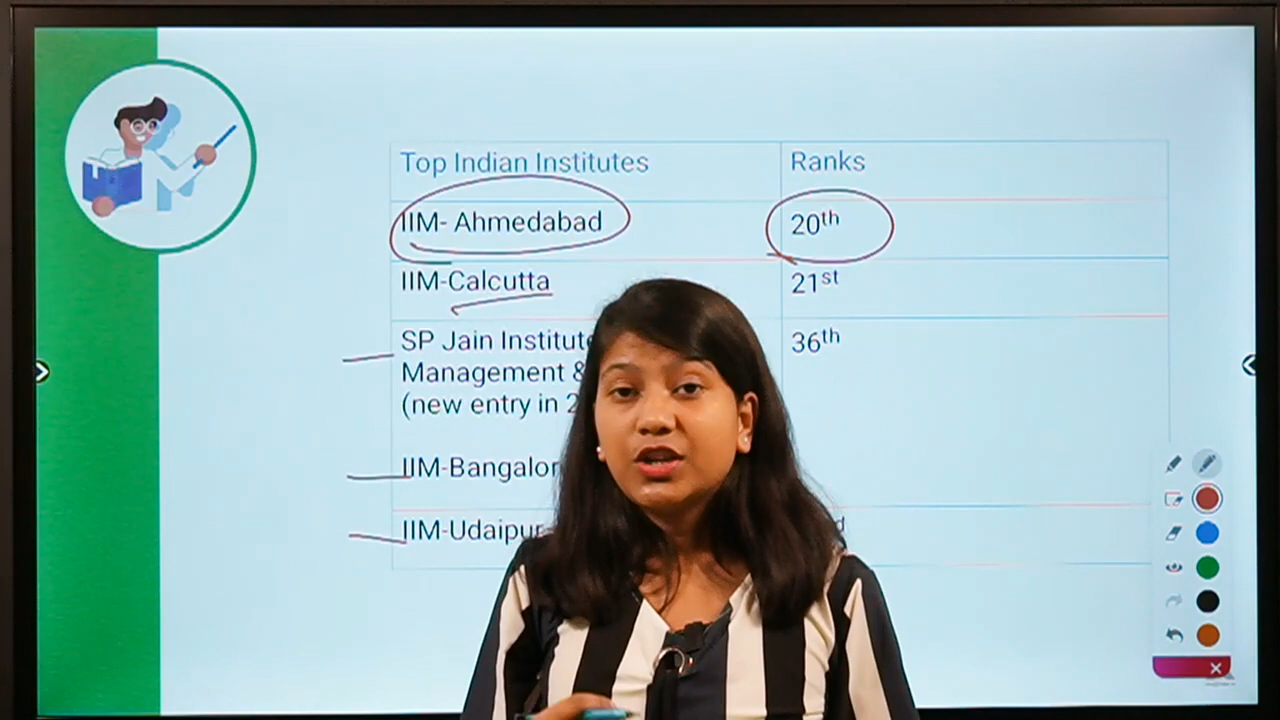 Top Indian Institutes Ranks
IIM- Ahmedabad 20th
IIM-Calcutta 21st
SP Jain Institute 36th
Management &
(new entry in
IIM-Bangalor
IIM-Udaipur-